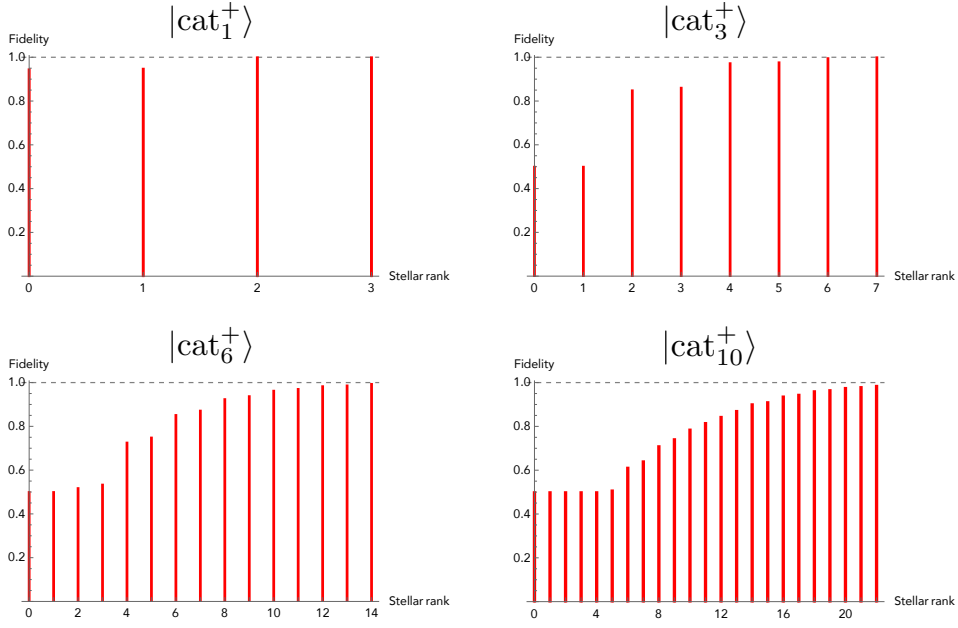 |cat₁⁺⟩
Fidelity
1.0
0.8
0.6
0.4
0.2
0 1 2 3
Stellar rank
|cat₃⁺⟩
Fidelity
1.0
0.8
0.6
0.4
0.2
0 1 2 3 4 5 6 7
Stellar rank
|cat₆⁺⟩
Fidelity
1.0
0.8
0.6
0.4
0.2
0 2 4 6 8 10 12 14
Stellar rank
|cat₁₀⁺⟩
Fidelity
1.0
0.8
0.6
0.4
0.2
0 4 8 12 16 20
Stellar rank